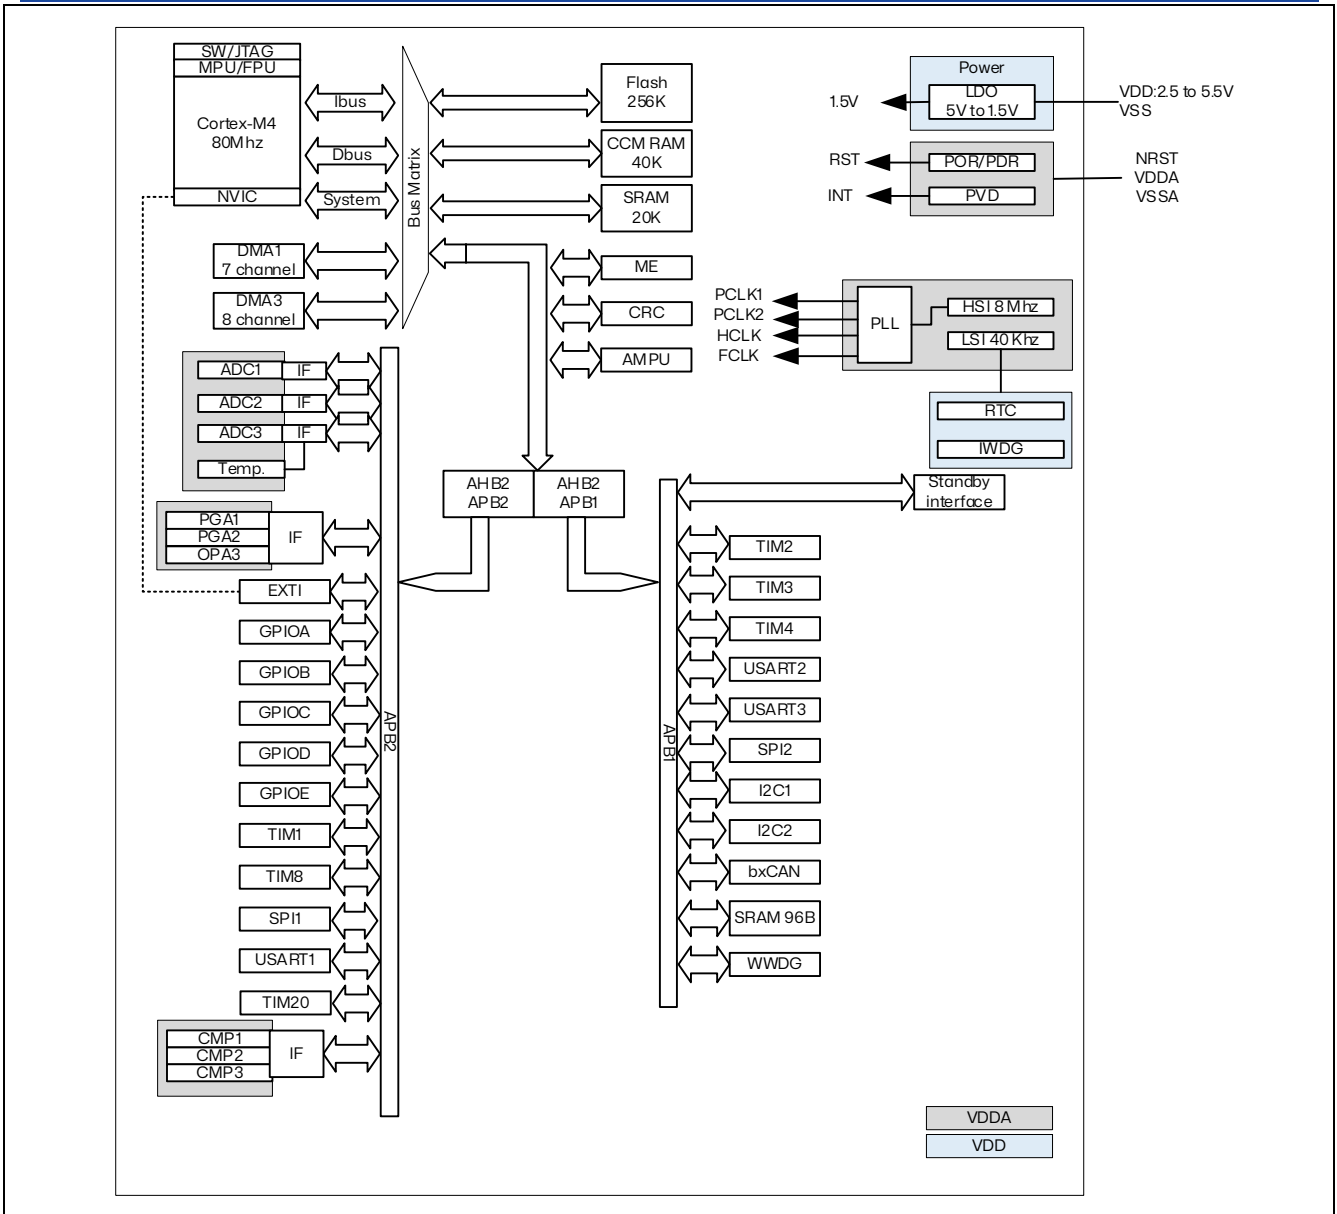 SW/JTAG
MPU/FPU
Cortex-M4
80Mhz
NVIC
Ibus
Dbus
System
Bus Matrix
DMA1
7 channel
DMA3
8 channel
Flash
256K
CCM RAM
40K
SRAM
20K
ME
CRC
AMPU
Power
LDO
5V to 1.5V
1.5V
VDD:2.5 to 5.5V
VSS
RST
POR/PDR
INT
PVD
NRST
VDDA
VSSA
PCLK1
PCLK2
HCLK
FCLK
PLL
HSI 8 Mhz
LSI 40 Khz
RTC
IWDG
ADC1
IF
ADC2
IF
ADC3
IF
Temp.
PGA1
PGA2
OPA3
IF
AHB2
APB2
AHB2
APB1
Standby
interface
EXTI
GPIOA
GPIOB
GPIOC
GPIOD
GPIOE
TIM1
TIM8
SPI1
USART1
TIM20
CMP1
CMP2
CMP3
IF
APB2
APB1
TIM2
TIM3
TIM4
USART2
USART3
SPI2
I2C1
I2C2
bxCAN
SRAM 96B
WWDG
VDDA
VDD